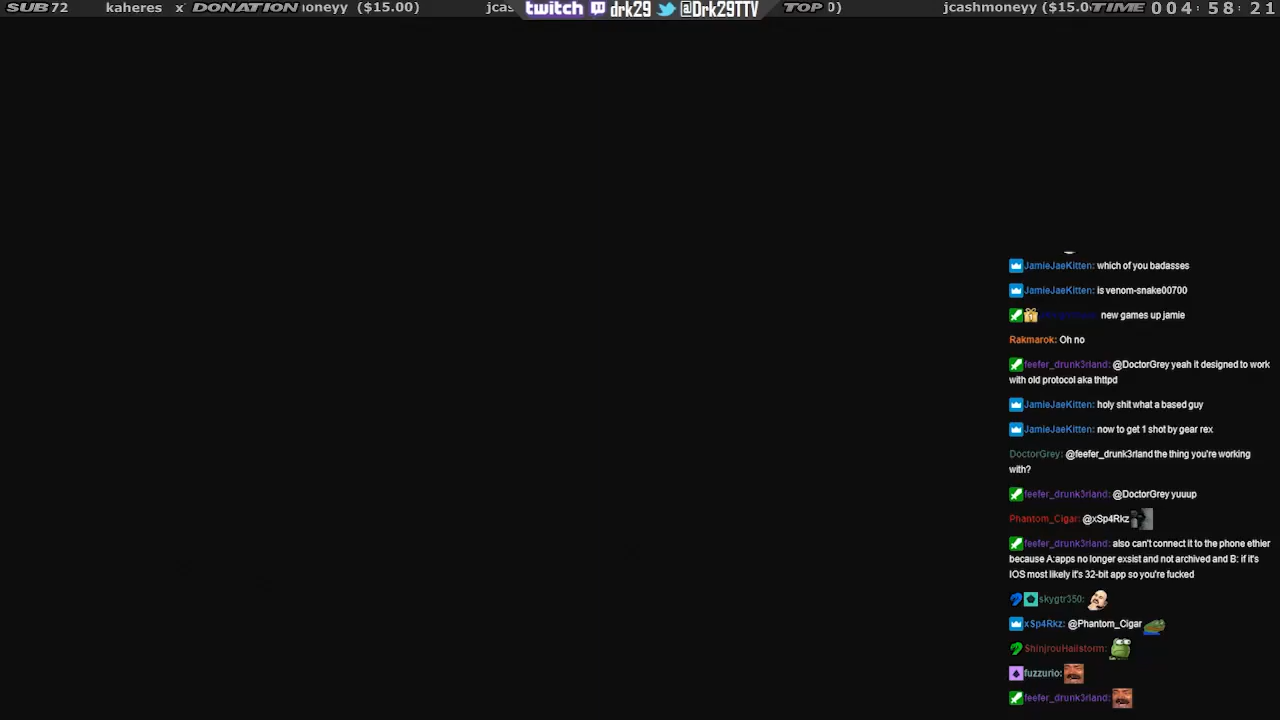 SUB 72 kaheres x DONATION oneyy ($15.00) jcas twitch drk29 @Drk29TTV TOP 0) jcashmoneyy ($15.0 TIME 004:58:21
JamieJaeKitten: which of you badasses
JamieJaeKitten: is venom-snake00700
new games up jamie
Rakmarok: Oh no
feefer_drunk3rland: @DoctorGrey yeah it designed to work
with old protocol aka thttpd
JamieJaeKitten: holy shit what a based guy
JamieJaeKitten: now to get 1 shot by gear rex
DoctorGrey: @feefer_drunk3rland the thing you're working
with?
feefer_drunk3rland: @DoctorGrey yuuup
Phantom_Cigar: @xSp4Rkz
feefer_drunk3rland: also can't connect it to the phone ethier
because A:apps no longer exsist and not archived and B: if it's
IOS most likely it's 32-bit app so you're fucked
skygtr350:
xSp4Rkz: @Phantom_Cigar
ShinjrouHailstorm:
fuzzurio:
feefer_drunk3rland: